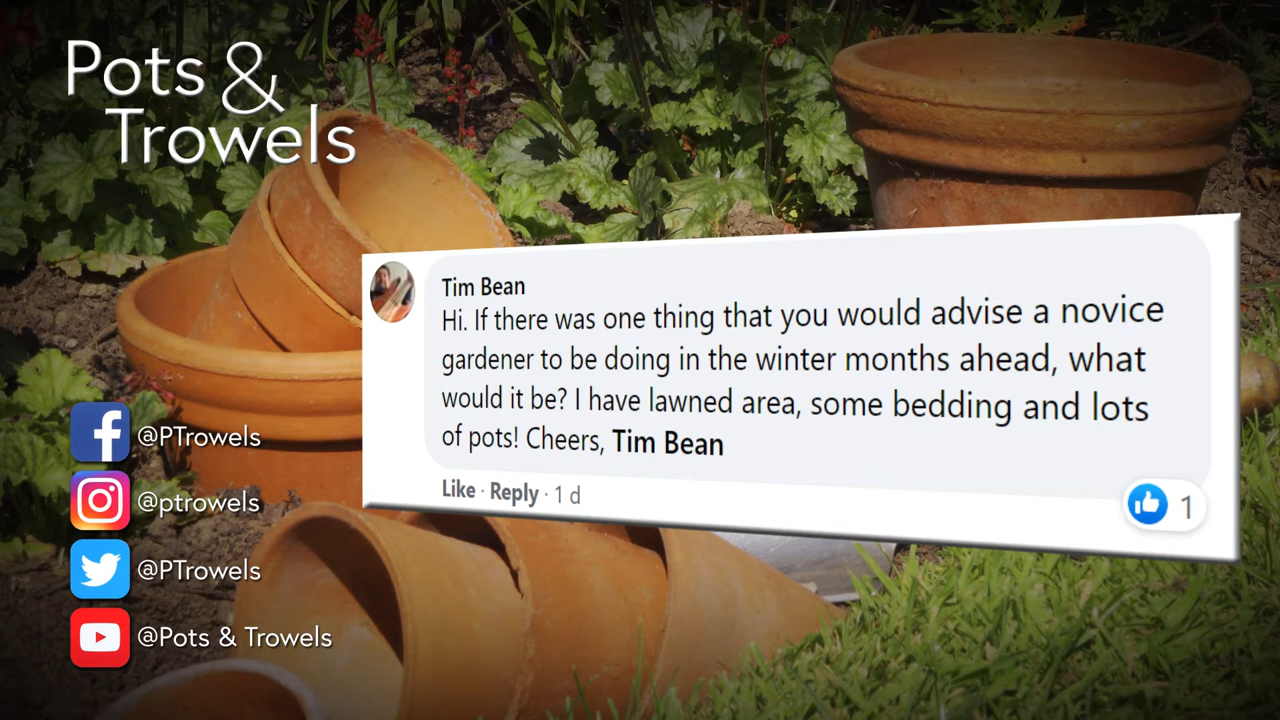 Pots &
Trowels
Tim Bean
Hi. If there was one thing that you would advise a novice
gardener to be doing in the winter months ahead, what
would it be? I have lawned area, some bedding and lots
of pots! Cheers, Tim Bean
Like · Reply · 1 d
1
@PTrowels
@ptrowels
@PTrowels
@Pots & Trowels